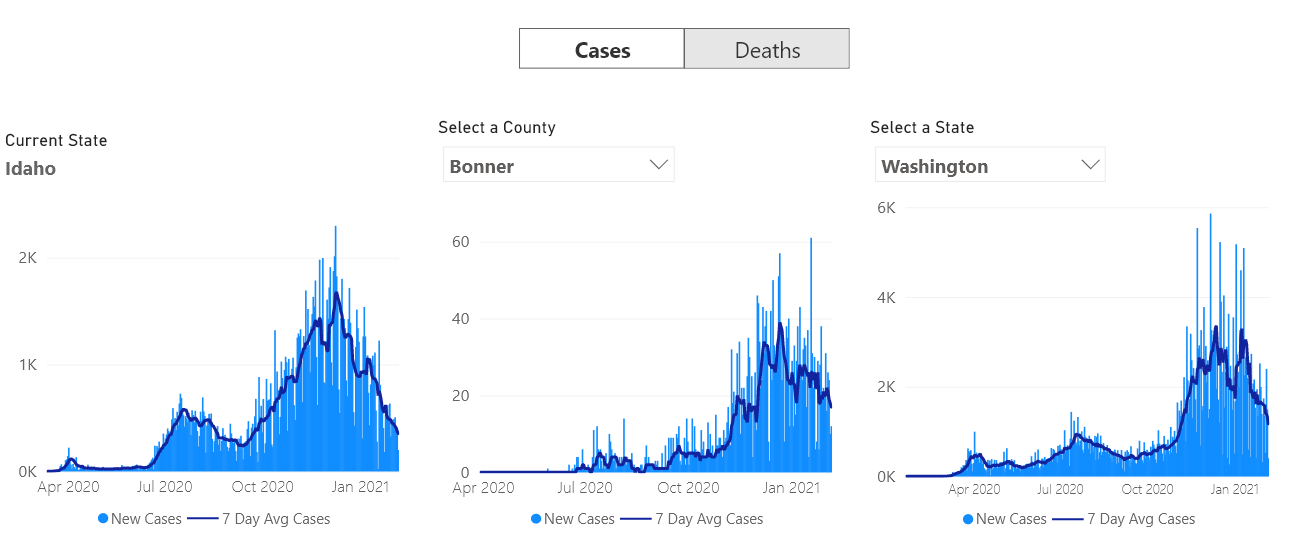 Cases Deaths
Current State
Idaho
2K
1K
0K
Apr 2020 Jul 2020 Oct 2020 Jan 2021
New Cases 7 Day Avg Cases
Select a County
Bonner
60
40
20
0
Apr 2020 Jul 2020 Oct 2020 Jan 2021
New Cases 7 Day Avg Cases
Select a State
Washington
6K
4K
2K
0K
Apr 2020 Jul 2020 Oct 2020 Jan 2021
New Cases 7 Day Avg Cases